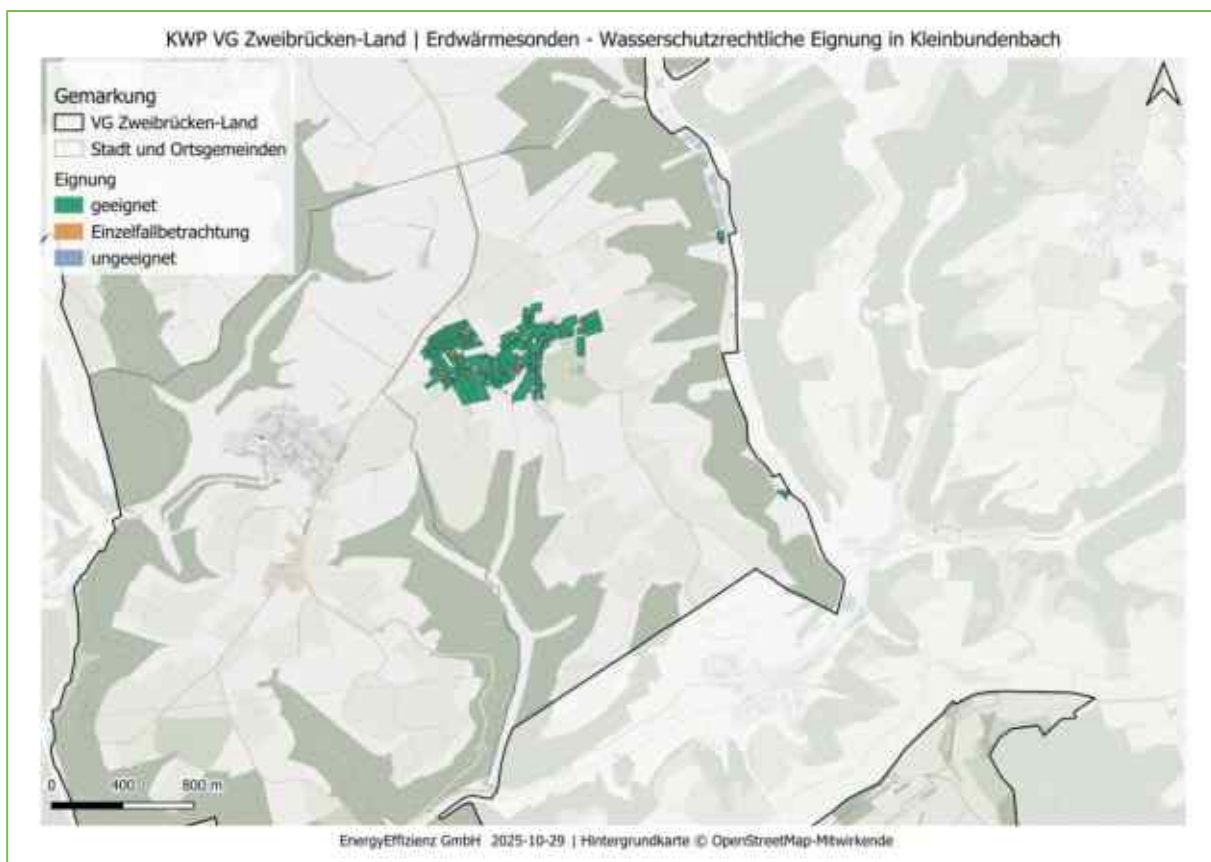 KWP VG Zweibrücken-Land | Erdwärmesonden - Wasserschutzrechtliche Eignung in Kleinbundenbach
Gemarkung
VG Zweibrücken-Land
Stadt und Ortsgemeinden
Eignung
geeignet
Einzelfallbetrachtung
ungeeignet
0 400 800 m
EnergyEffizienz GmbH 2025-10-29 | Hintergrundkarte © OpenStreetMap-Mitwirkende